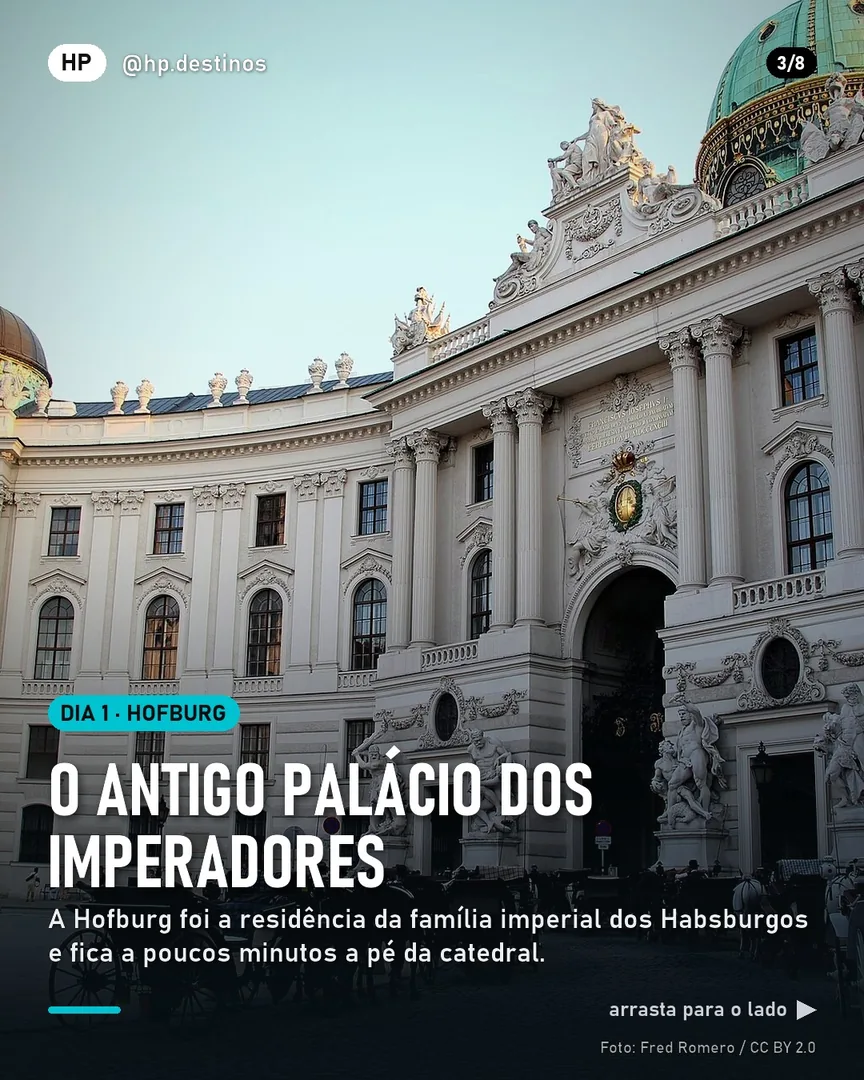 HP @hp.destinos
3/8
DIA 1 · HOFBURG
O ANTIGO PALÁCIO DOS
IMPERADORES
A Hofburg foi a residência da família imperial dos Habsburgos
e fica a poucos minutos a pé da catedral.
arrasta para o lado ▶
Foto: Fred Romero / CC BY 2.0